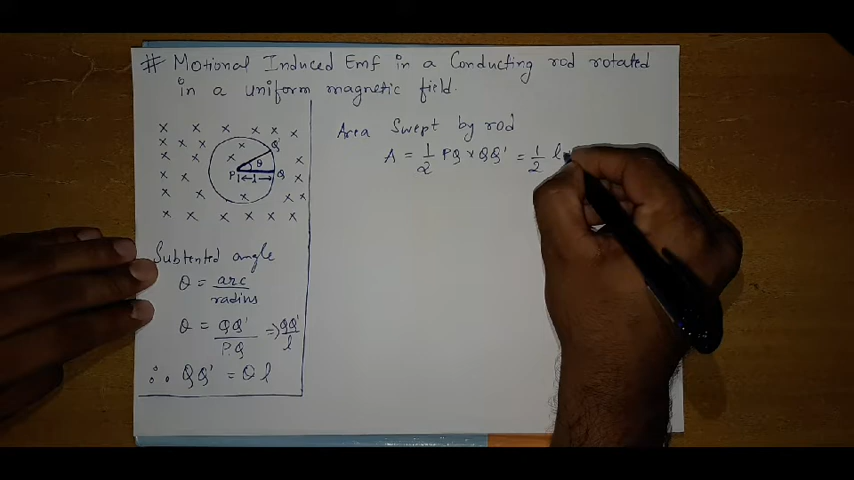 # Motional Induced Emf in a Conducting rod rotated
in a uniform magnetic field.
Q'
θ
P Q
l
Subtented angle
θ = arc / radius
θ = QQ' / PQ => QQ' / l
∴ QQ' = θ l
Area Swept by rod
A = 1/2 PQ × QQ' = 1/2 l